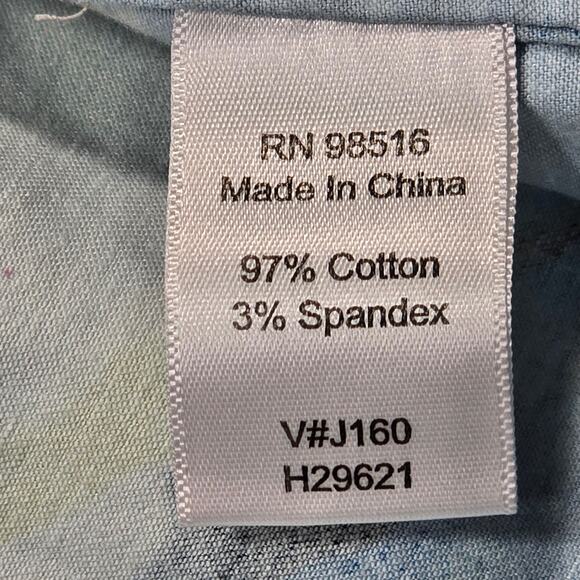 RN 98516
Made In China
97% Cotton
3% Spandex
V#J160
H29621